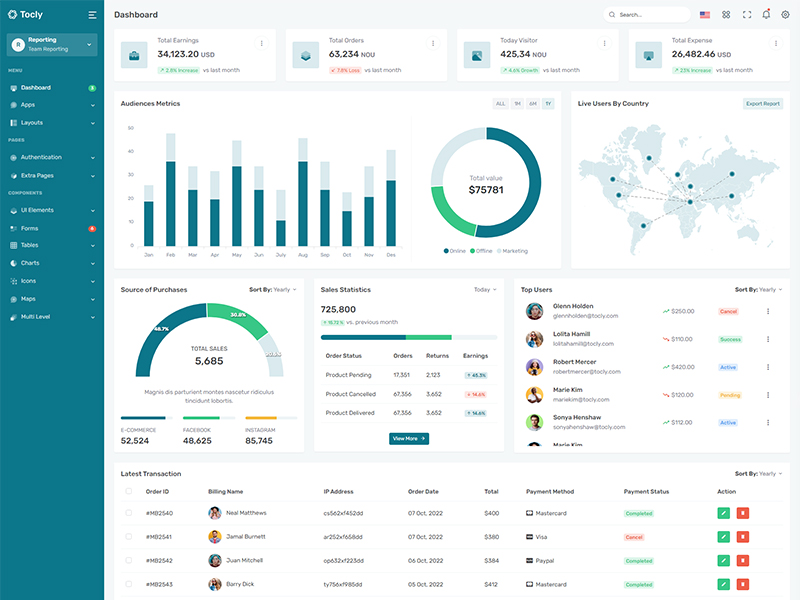 Tocly
Dashboard
Search...
Reporting
Team Reporting
R
MENU
Dashboard 5
Apps
Layouts
PAGES
Authentication
Extra Pages
COMPONENTS
UI Elements
Forms 6
Tables
Charts
Icons
Maps
Multi Level
Total Earnings
34,123.20 USD
2.8% Increase vs last month
Total Orders
63,234 NOU
7.8% Loss vs last month
Today Visitor
425,34 NOU
4.6% Growth vs last month
Total Expense
26,482.46 USD
23% Increase vs last month
Audiences Metrics
ALL 1M 6M 1Y
50
40
30
20
10
0
Jan Feb Mar Apr May Jun July Aug Sep Oct Nov Dec
Total value
$75781
Online Offline Marketing
Live Users By Country
Export Report
Source of Purchases
Sort By: Yearly
48.7%
30.8%
TOTAL SALES
5,685
Magnis dis parturient montes nascetur ridiculus
tincidunt lobortis.
E-COMMERCE FACEBOOK INSTAGRAM
52,524 48,625 85,745
Sales Statistics
Today
725,800
vs. previous month
Order Status Orders Returns Earnings
Product Pending 17,351 2,123 45.3%
Product Cancelled 67,356 3,652 14.6%
Product Delivered 67,356 3,652 14.6%
View More
Top Users
Sort By: Yearly
Glenn Holden
glennholden@tocly.com
$250.00 Cancel
Lolita Hamill
lolitahamill@tocly.com
$110.00 Success
Robert Mercer
robertmercer@tocly.com
$420.00 Active
Marie Kim
mariekim@tocly.com
$120.00 Pending
Sonya Henshaw
sonyahenshaw@tocly.com
$112.00 Active
Marie Kim
Latest Transaction
Sort By: Yearly
Order ID Billing Name IP Address Order Date Total Payment Method Payment Status Action
#MB2540 Neal Matthews cs562xf452dd 07 Oct, 2022 $400 Mastercard Completed
#MB2541 Jamal Burnett ar252xf658dd 07 Oct, 2022 $380 Visa Cancel
#MB2542 Juan Mitchell op632xf223dd 06 Oct, 2022 $384 Paypal Completed
#MB2543 Barry Dick ty756xf985dd 05 Oct, 2022 $412 Mastercard Completed